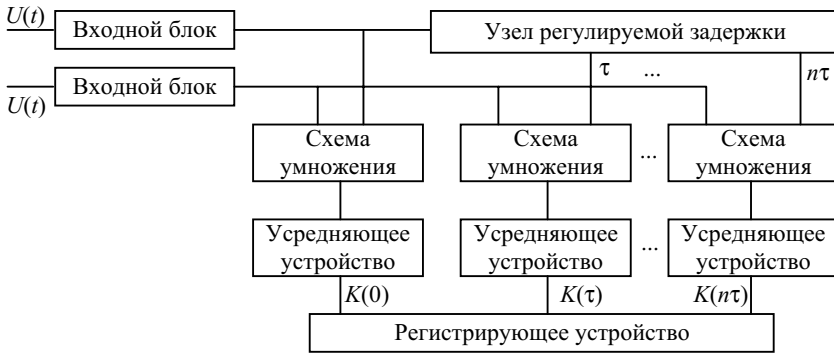 U(t)
Входной блок
Узел регулируемой задержки
τ ... nτ
Входной блок
U(t)
Схема умножения
Схема умножения
...
Схема умножения
Усредняющее устройство
Усредняющее устройство
...
Усредняющее устройство
K(0)
K(τ)
K(nτ)
Регистрирующее устройство